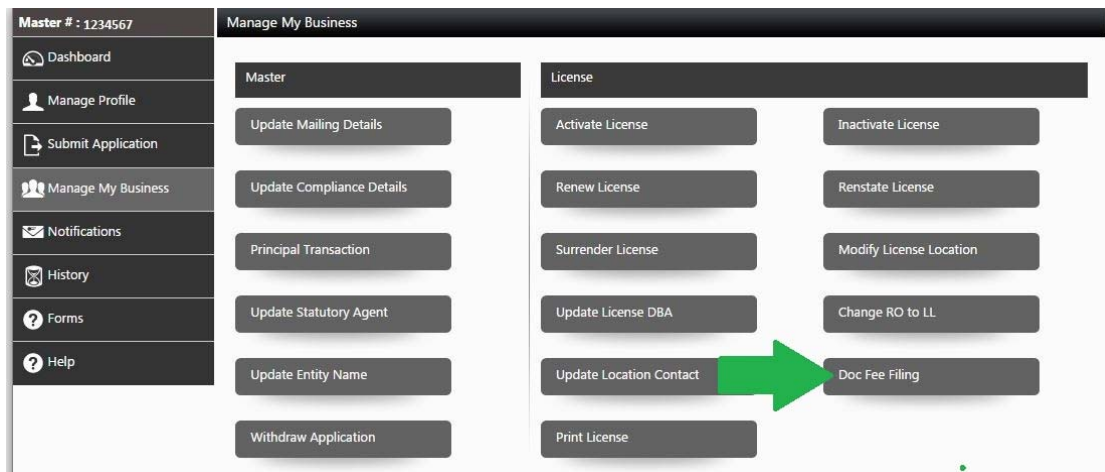 Master # : 1234567
Manage My Business
Dashboard
Manage Profile
Submit Application
Manage My Business
Notifications
History
Forms
Help
Master
Update Mailing Details
Update Compliance Details
Principal Transaction
Update Statutory Agent
Update Entity Name
Withdraw Application
License
Activate License
Inactivate License
Renew License
Renstate License
Surrender License
Modify License Location
Update License DBA
Change RO to LL
Update Location Contact
Doc Fee Filing
Print License